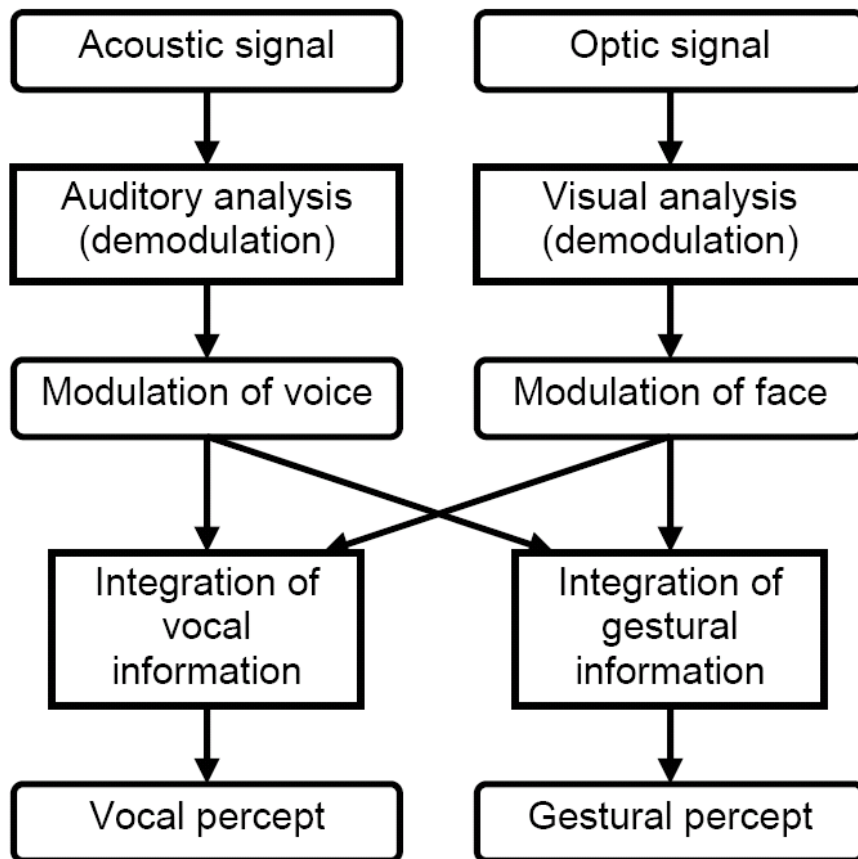 Acoustic signal
Optic signal
Auditory analysis
(demodulation)
Visual analysis
(demodulation)
Modulation of voice
Modulation of face
Integration of
vocal
information
Integration of
gestural
information
Vocal percept
Gestural percept